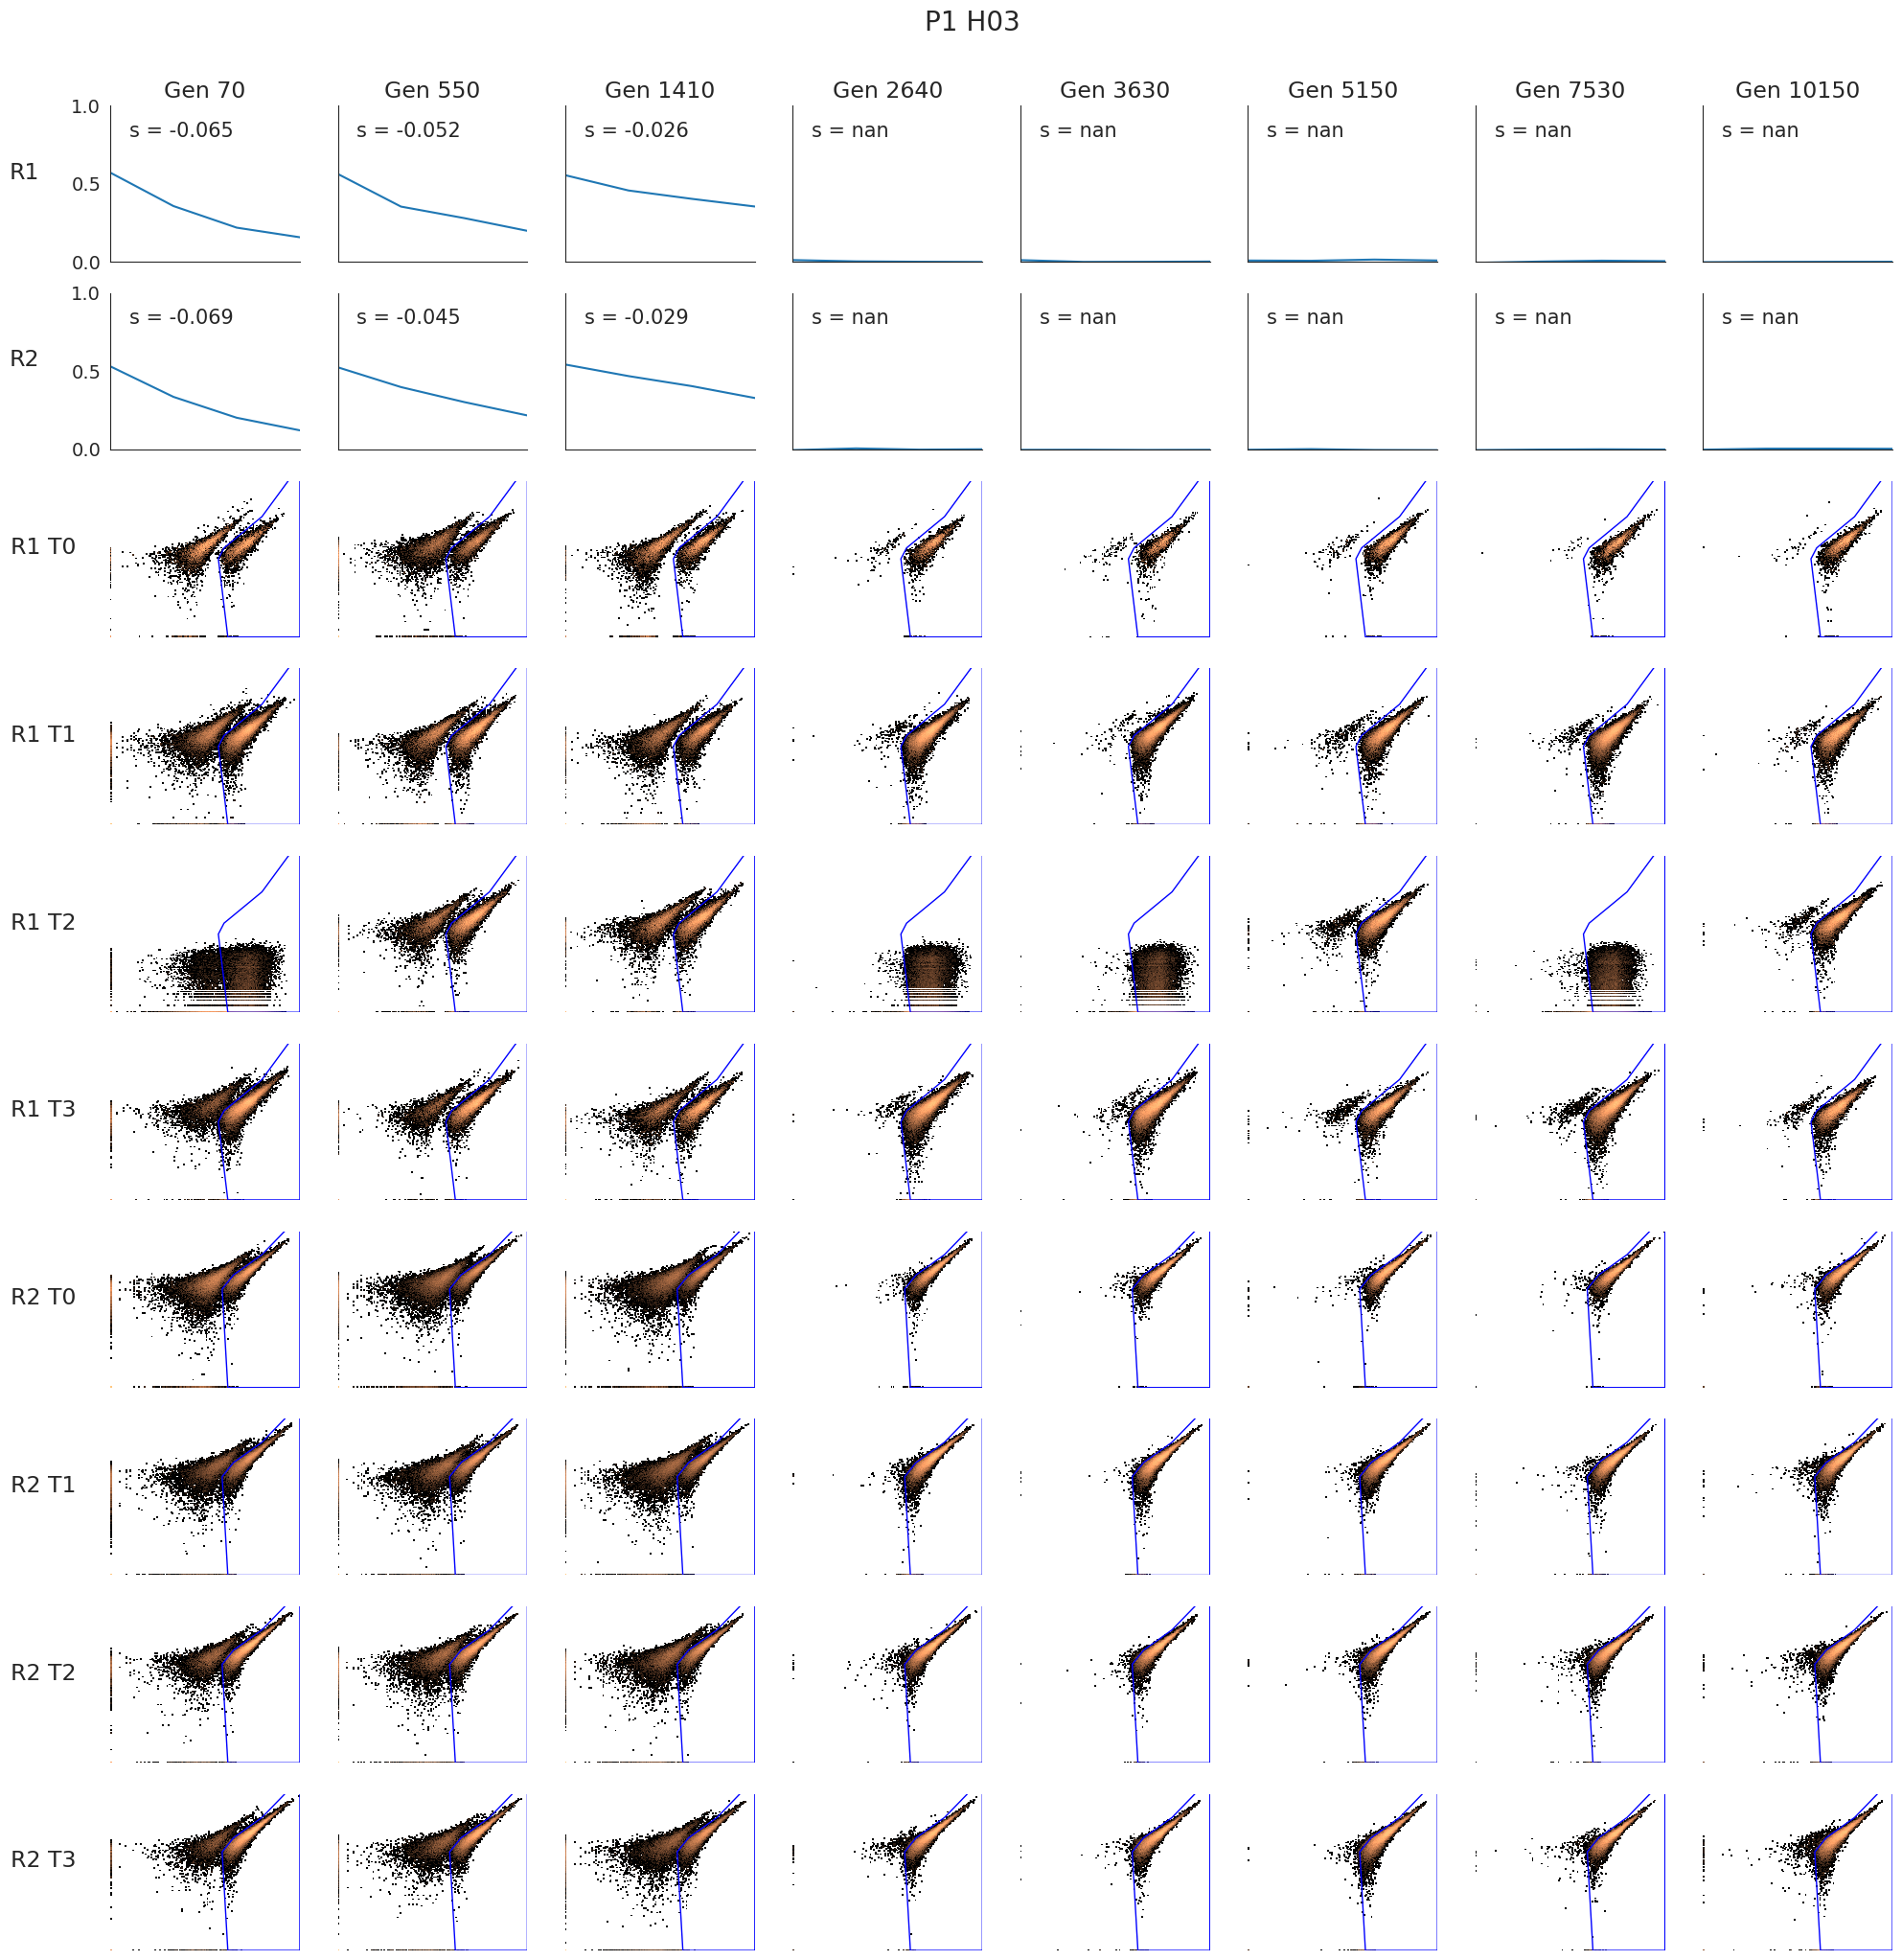 P1 H03
Gen 70 Gen 550 Gen 1410 Gen 2640 Gen 3630 Gen 5150 Gen 7530 Gen 10150
1.0
s = -0.065 s = -0.052 s = -0.026 s = nan s = nan s = nan s = nan s = nan
R1
0.5
0.0
1.0
s = -0.069 s = -0.045 s = -0.029 s = nan s = nan s = nan s = nan s = nan
R2
0.5
0.0
R1 T0
R1 T1
R1 T2
R1 T3
R2 T0
R2 T1
R2 T2
R2 T3